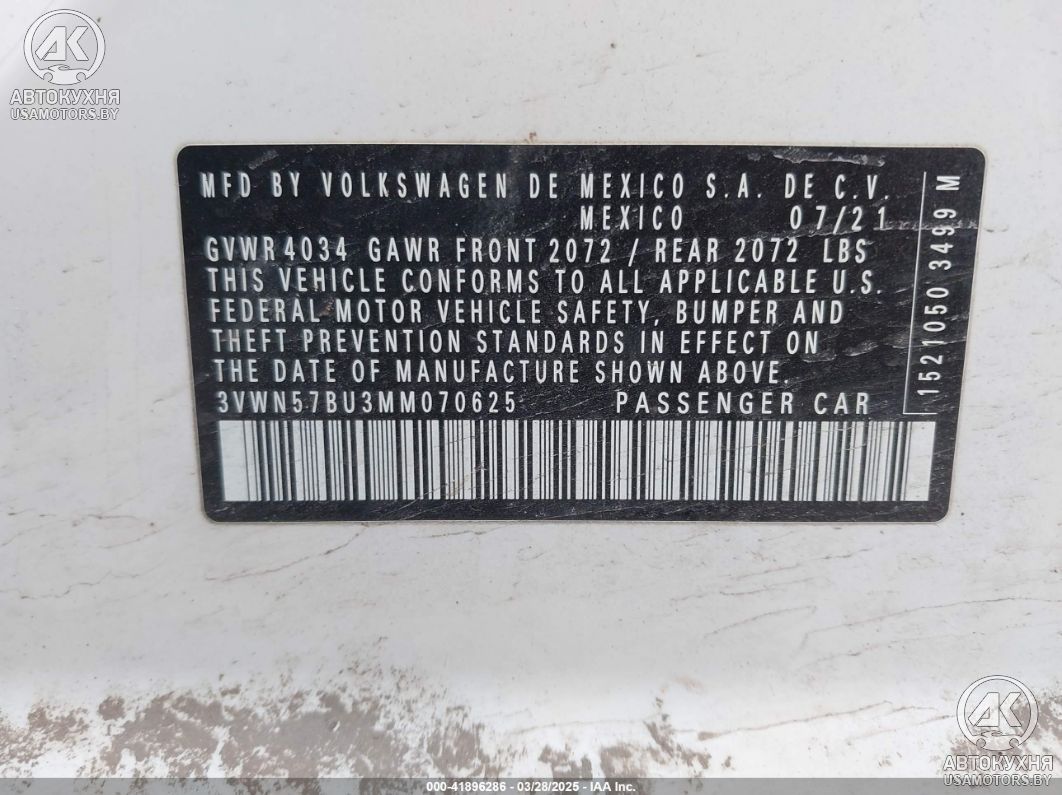 AK
АВТОКУХНЯ
USAMOTORS.BY
MFD BY VOLKSWAGEN DE MEXICO S.A. DE C.V.
MEXICO 07/21
GVWR 4034 GAWR FRONT 2072 / REAR 2072 LBS
THIS VEHICLE CONFORMS TO ALL APPLICABLE U.S.
FEDERAL MOTOR VEHICLE SAFETY, BUMPER AND
THEFT PREVENTION STANDARDS IN EFFECT ON
THE DATE OF MANUFACTURE SHOWN ABOVE.
3VWN57BU3MM070625 PASSENGER CAR
1521050 3499 M
AK
АВТОКУХНЯ
USAMOTORS.BY
000-41896286 - 03/28/2025 - IAA Inc.